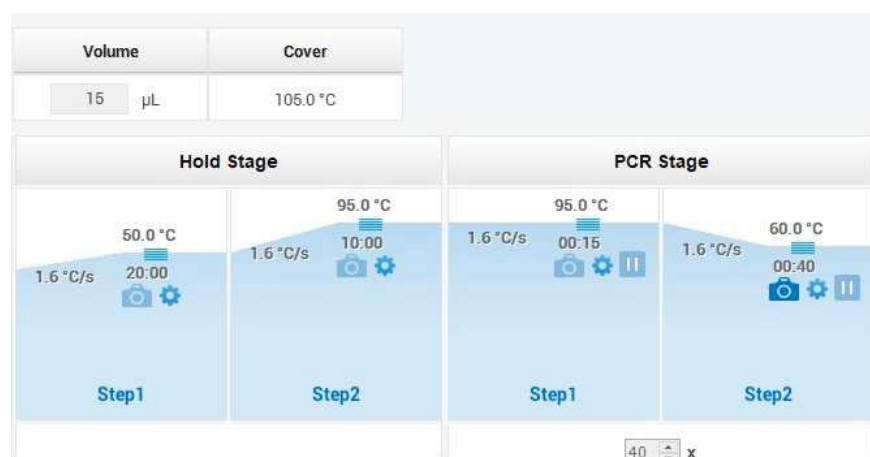 Volume Cover
15 µL 105.0 °C
Hold Stage PCR Stage
95.0 °C 95.0 °C
50.0 °C 60.0 °C
1.6 °C/s 10:00 1.6 °C/s 00:15 1.6 °C/s
1.6 °C/s 20:00 00:40
Step1 Step2 Step1 Step2
40 x